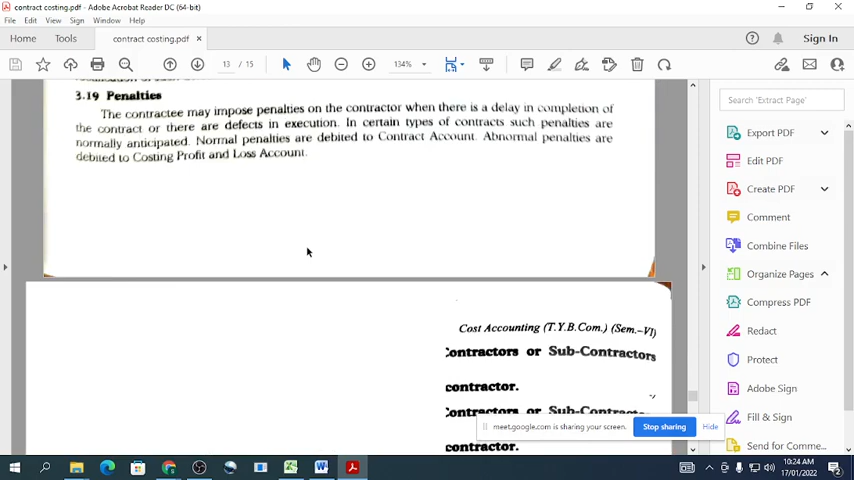 contract costing.pdf - Adobe Acrobat Reader DC (64-bit)
File Edit View Sign Window Help
Home Tools contract costing.pdf × Sign In
13 / 15 134%
3.19 Penalties
The contractee may impose penalties on the contractor when there is a delay in completion of
the contract or there are defects in execution. In certain types of contracts such penalties are
normally anticipated. Normal penalties are debited to Contract Account. Abnormal penalties are
debited to Costing Profit and Loss Account.
Cost Accounting (T.Y.B.Com.) (Sem.-VI)
Contractors or Sub-Contractors
contractor.
Contractors or Sub-Contractors
contractor.
Search 'Extract Page'
Export PDF
Edit PDF
Create PDF
Comment
Combine Files
Organize Pages
Compress PDF
Redact
Protect
Adobe Sign
Fill & Sign
Send for Comme...
meet.google.com is sharing your screen. Stop sharing Hide
10:24 AM
17/01/2022
2